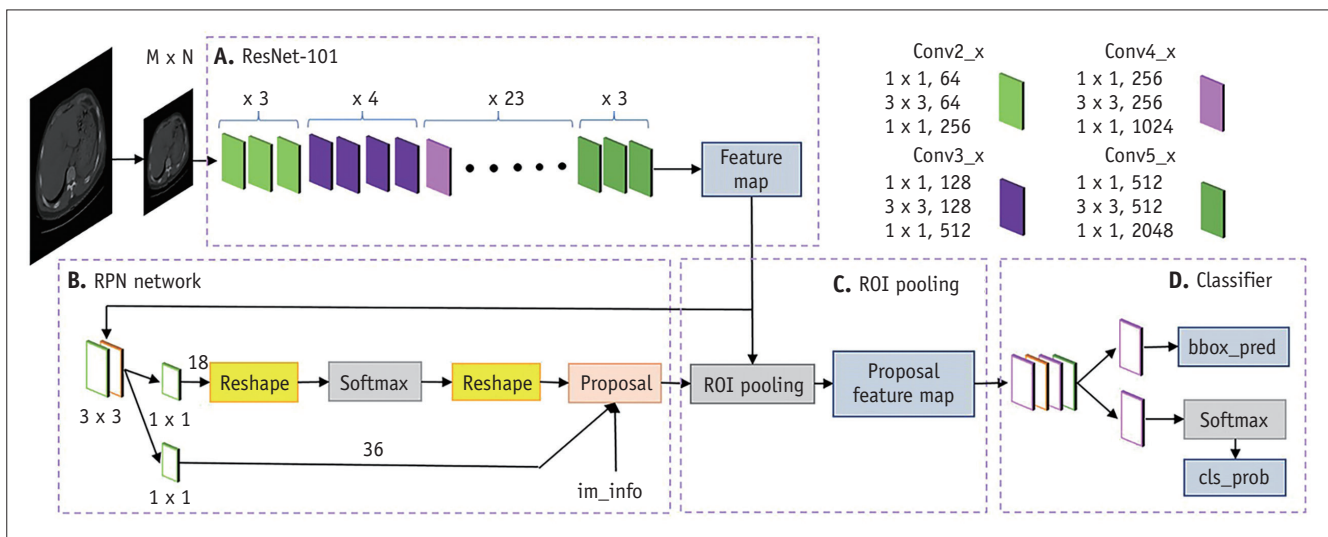 M x N
A. ResNet-101
x 3
x 4
x 23
x 3
Feature
map
Conv2_x
1 x 1, 64
3 x 3, 64
1 x 1, 256
Conv4_x
1 x 1, 256
3 x 3, 256
1 x 1, 1024
Conv3_x
1 x 1, 128
3 x 3, 128
1 x 1, 512
Conv5_x
1 x 1, 512
3 x 3, 512
1 x 1, 2048
B. RPN network
3 x 3
18
1 x 1
Reshape
Softmax
Reshape
Proposal
36
1 x 1
im_info
C. ROI pooling
ROI pooling
Proposal
feature map
D. Classifier
bbox_pred
Softmax
cls_prob